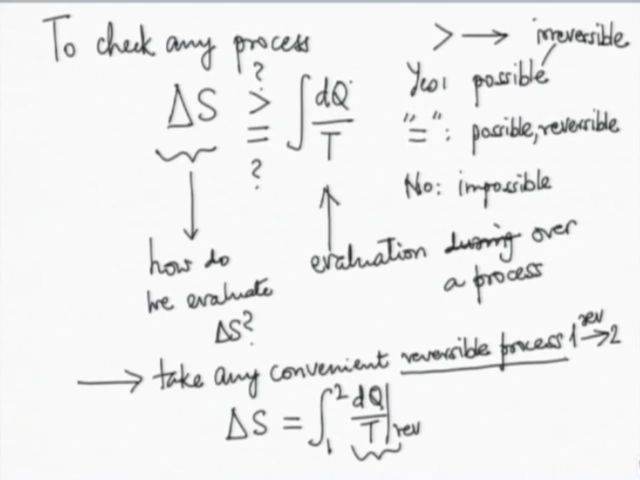 To check any process
> → irreversible
?
ΔS ≥ ∫ dQ/T
?
Yes: possible
"=": possible, reversible
No: impossible
how do
we evaluate
ΔS?
evaluation during over
a process
→ take any convenient reversible process 1 rev→ 2
ΔS = ∫₁² dQ/T |rev